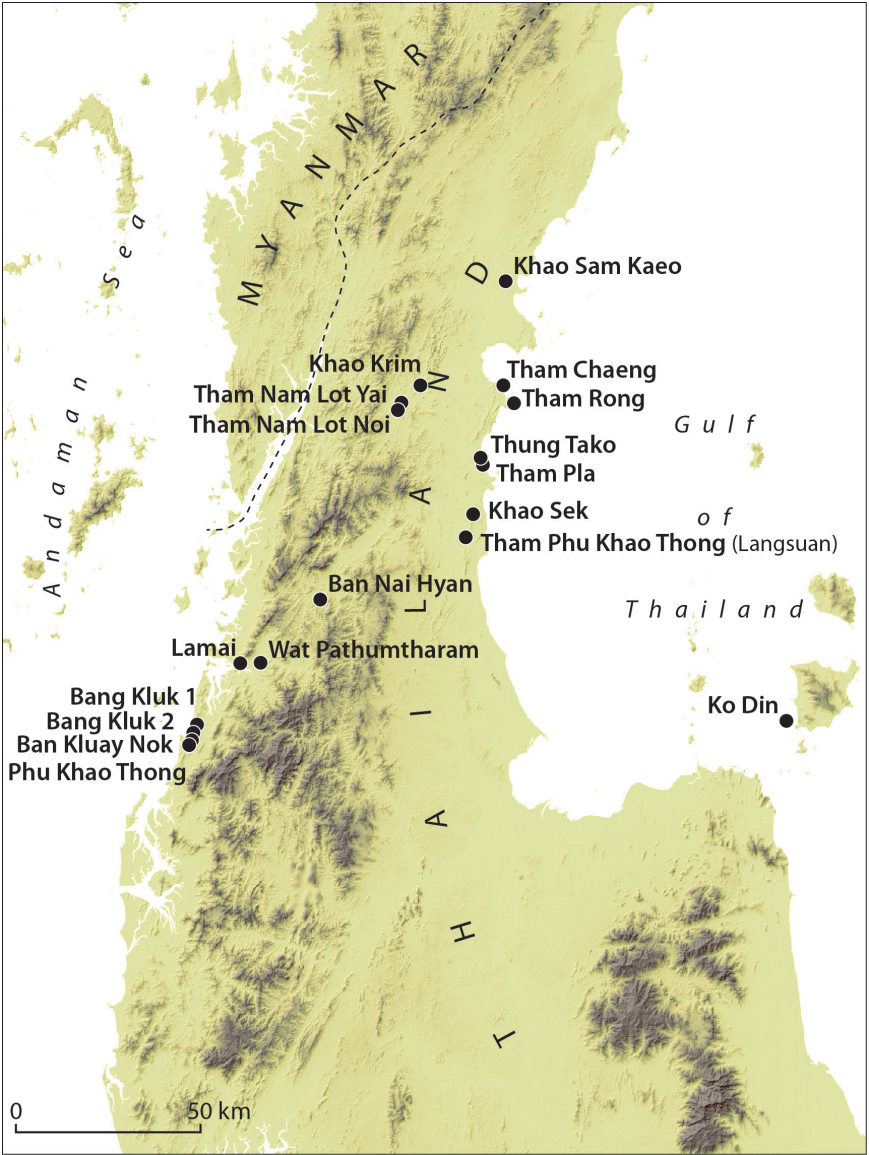 MYANMAR
Andaman Sea
THAILAND
Khao Sam Kaeo
Khao Krim
Tham Chaeng
Tham Nam Lot Yai
Tham Rong
Tham Nam Lot Noi
Gulf
of
Thailand
Thung Tako
Tham Pla
Khao Sek
Tham Phu Khao Thong (Langsuan)
Ban Nai Hyan
Lamai
Wat Pathumtharam
Bang Kluk 1
Bang Kluk 2
Ban Kluay Nok
Phu Khao Thong
Ko Din
0 50 km